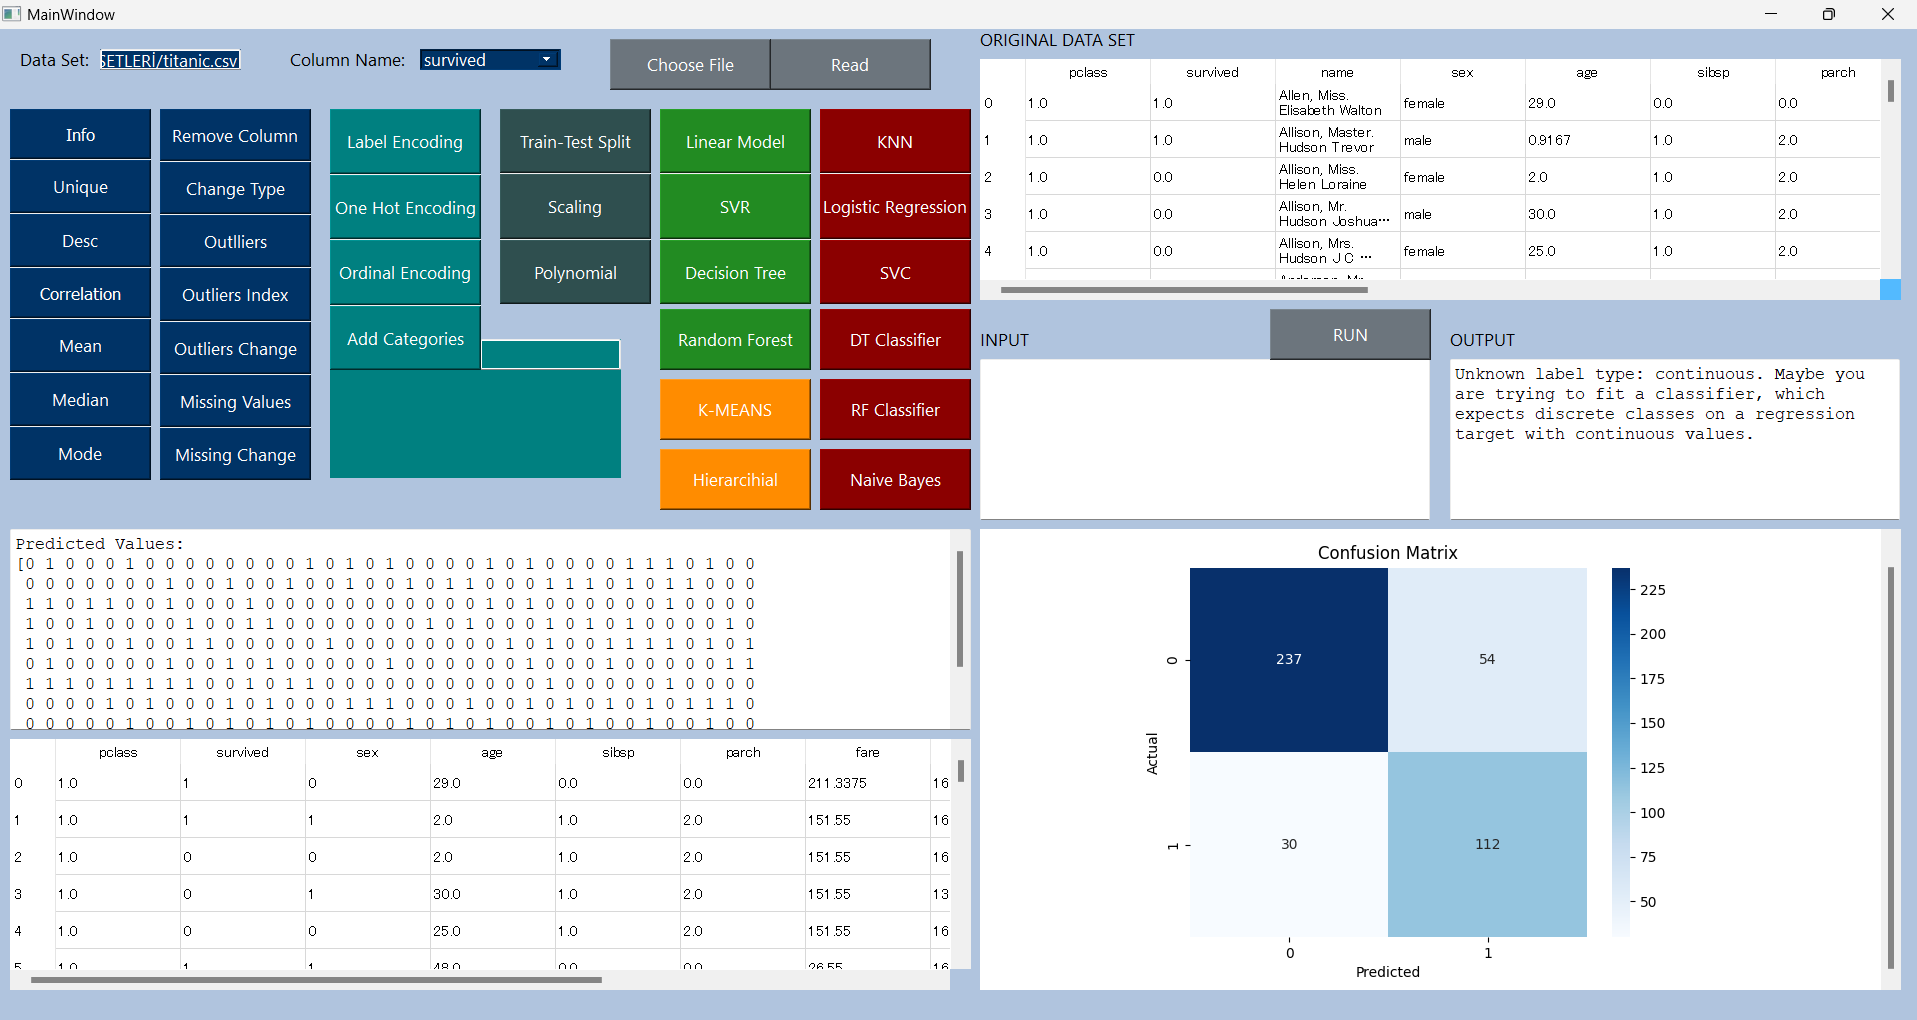 MainWindow
Data Set: SETLERİ/titanic.csv Column Name: survived Choose File Read
Info Remove Column Label Encoding Train-Test Split Linear Model KNN
Unique Change Type One Hot Encoding Scaling SVR Logistic Regression
Desc Outlliers Ordinal Encoding Polynomial Decision Tree SVC
Correlation Outliers Index Add Categories Random Forest DT Classifier
Mean Outliers Change K-MEANS RF Classifier
Median Missing Values Hierarcihial Naive Bayes
Mode Missing Change
ORIGINAL DATA SET
pclass survived name sex age sibsp parch
0 1.0 1.0 Allen, Miss. Elisabeth Walton female 29.0 0.0 0.0
1 1.0 1.0 Allison, Master. Hudson Trevor male 0.9167 1.0 2.0
2 1.0 0.0 Allison, Miss. Helen Loraine female 2.0 1.0 2.0
3 1.0 0.0 Allison, Mr. Hudson Joshua… male 30.0 1.0 2.0
4 1.0 0.0 Allison, Mrs. Hudson J C … female 25.0 1.0 2.0
INPUT RUN OUTPUT
Unknown label type: continuous. Maybe you
are trying to fit a classifier, which
expects discrete classes on a regression
target with continuous values.
Predicted Values:
[0 1 0 0 0 1 0 0 0 0 0 0 0 0 1 0 1 0 1 0 0 0 0 1 0 1 0 0 0 0 1 1 1 0 1 0 0
0 0 0 0 0 0 0 1 0 0 1 0 0 1 0 0 1 0 1 1 0 0 0 1 1 1 0 1 0 1 1 0 0 0
1 1 0 1 1 0 0 1 0 0 0 1 0 0 0 0 0 0 0 0 0 0 0 1 0 1 0 0 0 0 0 0 1 0 0 0 0
1 0 0 1 0 0 0 0 1 0 0 1 1 0 0 0 0 0 0 0 1 0 1 0 0 0 1 0 1 0 1 0 0 0 0 1 0
1 0 1 0 0 1 0 0 1 1 0 0 0 0 0 1 0 0 0 0 0 0 0 0 1 0 1 0 0 1 1 1 1 0 1 0 1
0 1 0 0 0 0 0 1 0 0 1 0 1 0 0 0 0 0 1 0 0 0 0 0 0 1 0 0 0 1 0 0 0 0 0 1 1
1 1 1 0 1 1 1 1 1 0 0 1 0 1 1 0 0 0 0 0 0 0 0 0 0 0 1 0 0 0 0 0 1 0 0 0 0
0 0 0 0 1 0 1 0 0 1 0 1 0 0 0 1 1 1 0 0 0 1 0 0 1 0 1 0 1 0 1 0 1 1 1 0
0 0 0 0 0 1 0 0 1 0 1 0 1 0 1 0 0 0 0 1 0 1 0 1 0 0 1 0 1 0 0 1 0 0 1 0 0
pclass survived sex age sibsp parch fare
0 1.0 1 0 29.0 0.0 0.0 211.3375 16
1 1.0 1 1 2.0 1.0 2.0 151.55 16
2 1.0 0 0 2.0 1.0 2.0 151.55 16
3 1.0 0 1 30.0 1.0 2.0 151.55 13
4 1.0 0 0 25.0 1.0 2.0 151.55 16
5 1.0 1 1 48.0 0.0 0.0 26.55 16
Confusion Matrix
237 54
30 112
0
1
Actual
0 1
Predicted
225
200
175
150
125
100
75
50